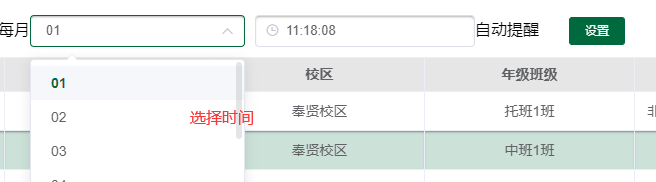 每月 01 11:18:08 自动提醒 设置
校区 年级班级
01
02 选择时间 奉贤校区 托班1班
03 奉贤校区 中班1班